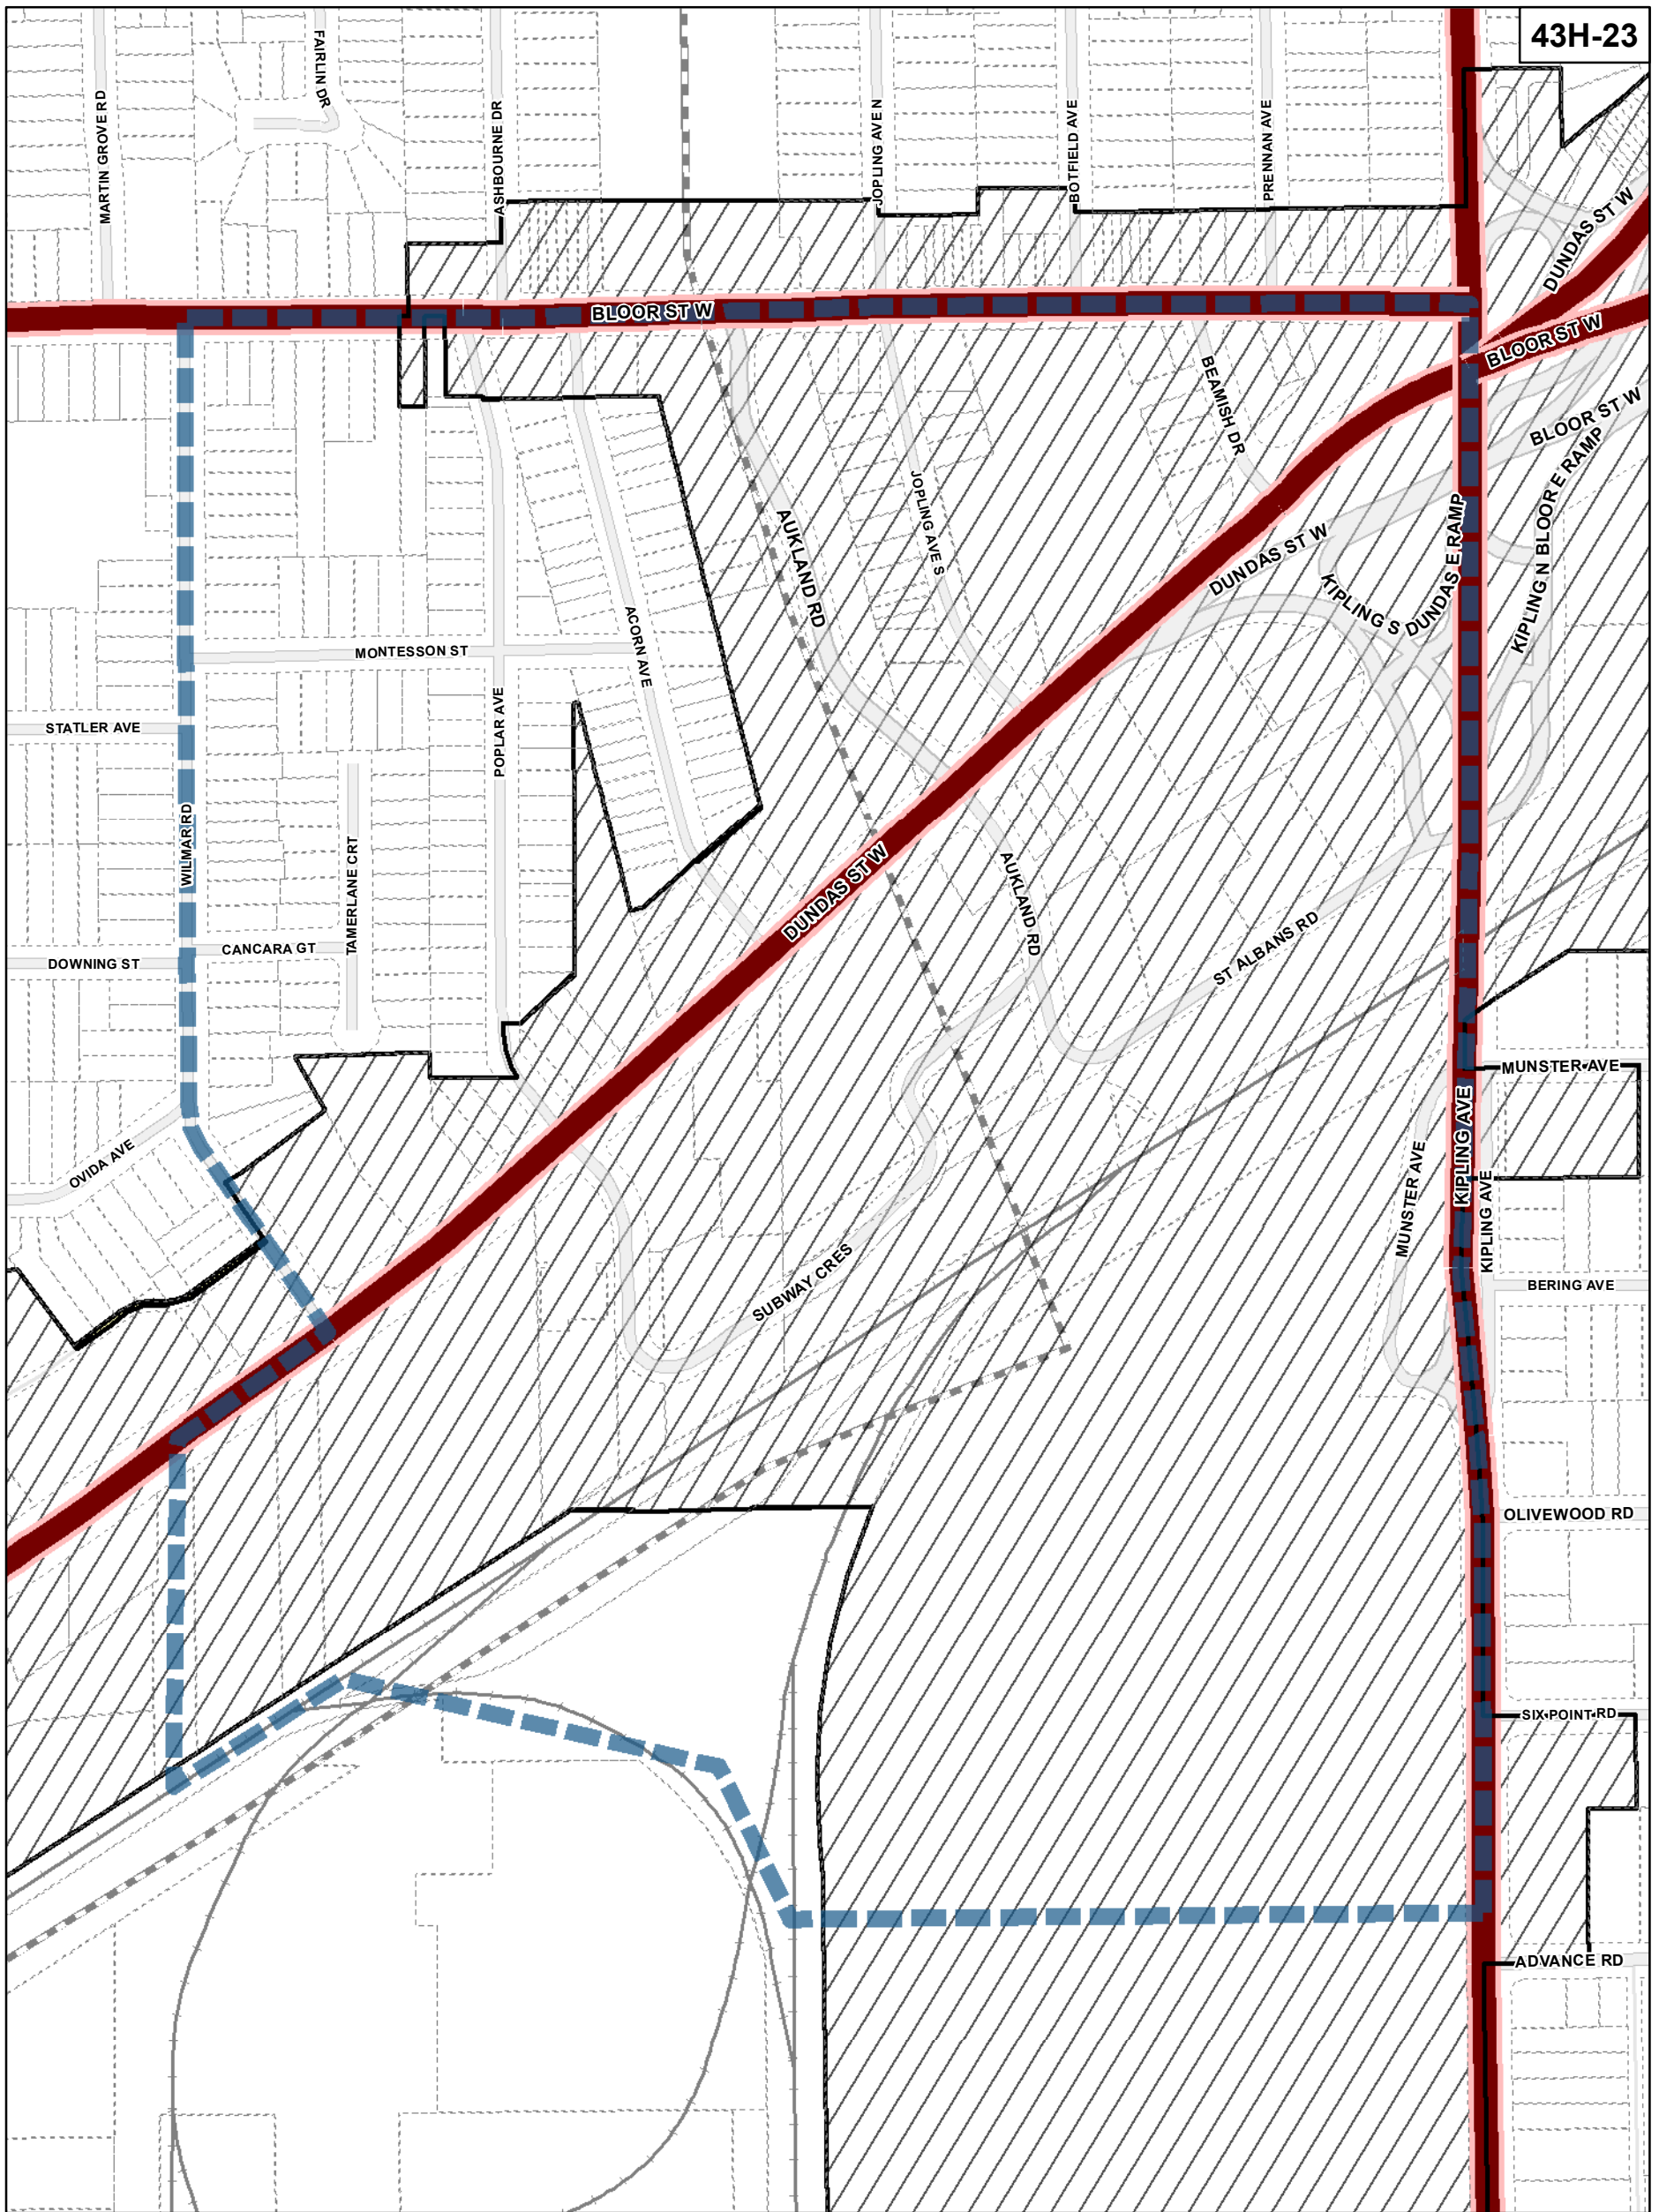 43H-23
FAIRLIN DR
MARTIN GROVE RD
ASHBOURNE DR
JOPLING AVE N
BOTFIELD AVE
PRENNAN AVE
DUNDAS ST W
BLOOR ST W
BLOOR ST W
BLOOR ST W
BEAMISH DR
KIPLING N BLOOR E RAMP
JOPLING AVE S
AUKLAND RD
DUNDAS ST W
KIPLING S DUNDAS E RAMP
ACORN AVE
MONTESSON ST
POPLAR AVE
STATLER AVE
WILMAR RD
TAMERLANE CRT
DUNDAS ST W
AUKLAND RD
CANCARA GT
DOWNING ST
ST ALBANS RD
MUNSTER AVE
KIPLING AVE
OVIDA AVE
MUNSTER AVE
KIPLING AVE
SUBWAY CRES
BERING AVE
OLIVEWOOD RD
SIX POINT RD
ADVANCE RD